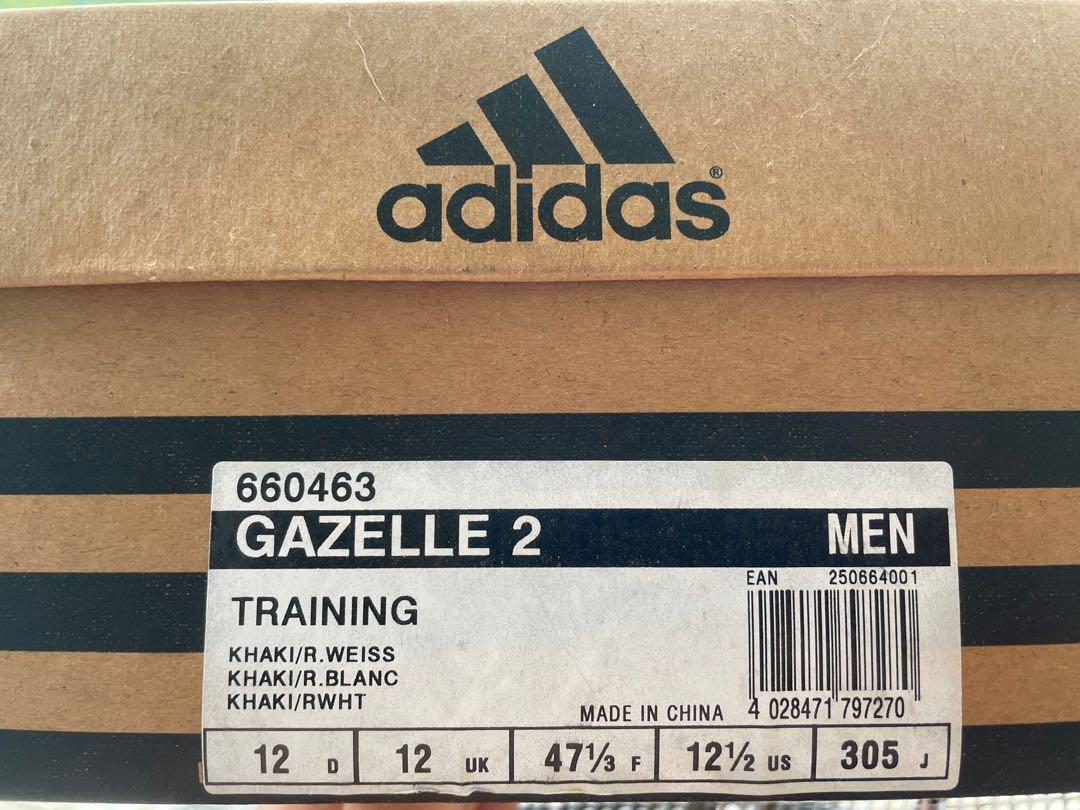 adidas®
660463
GAZELLE 2 MEN
EAN 250664001
TRAINING
KHAKI/R.WEISS
KHAKI/R.BLANC
KHAKI/RWHT
MADE IN CHINA 4 028471 797270
12 D 12 UK 47⅓ F 12½ US 305 J